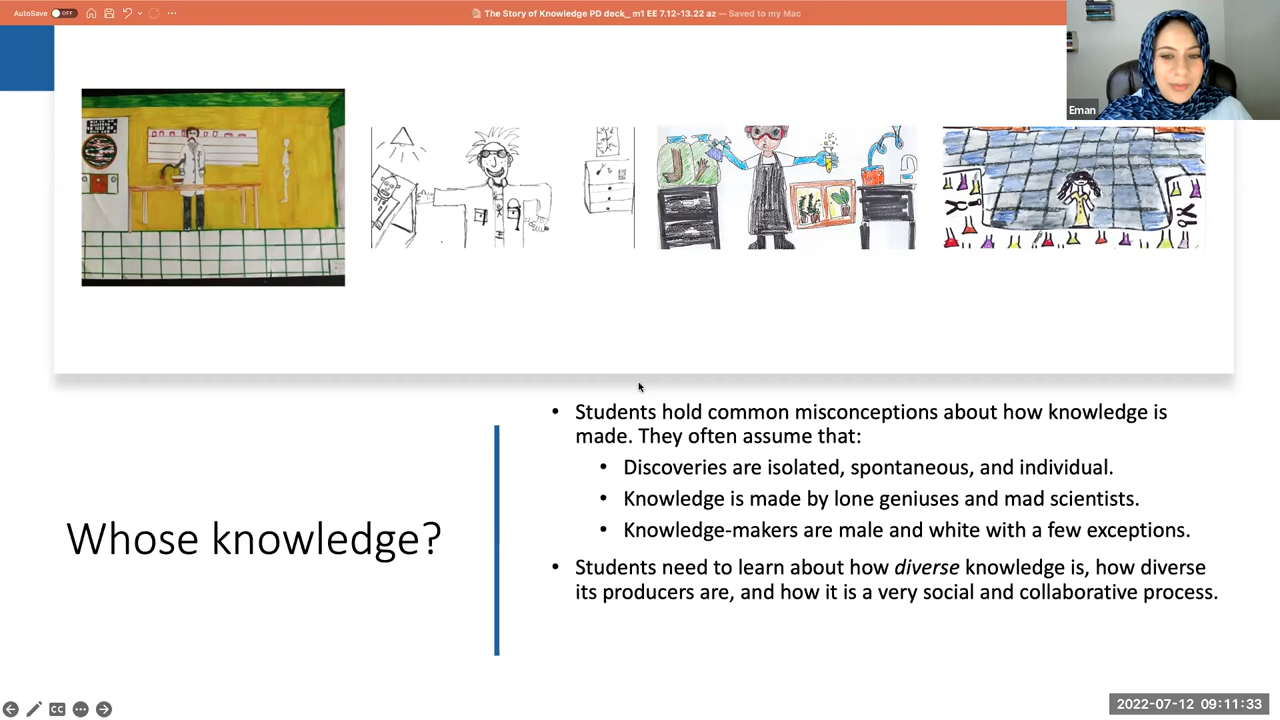 AutoSave OFF
The Story of Knowledge PD deck_ m1 EE 7.12-13.22 az — Saved to my Mac
Eman
• Students hold common misconceptions about how knowledge is
made. They often assume that:
• Discoveries are isolated, spontaneous, and individual.
• Knowledge is made by lone geniuses and mad scientists.
• Knowledge-makers are male and white with a few exceptions.
Whose knowledge?
• Students need to learn about how diverse knowledge is, how diverse
its producers are, and how it is a very social and collaborative process.
CC
2022-07-12 09:11:33